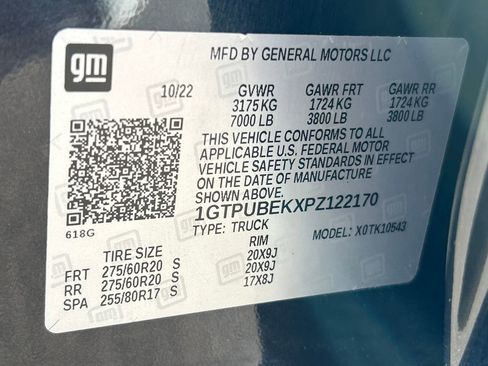 gm
MFD BY GENERAL MOTORS LLC
10/22 GVWR GAWR FRT GAWR RR
3175 KG 1724 KG 1724 KG
7000 LB 3800 LB 3800 LB
THIS VEHICLE CONFORMS TO ALL
APPLICABLE U.S. FEDERAL MOTOR
VEHICLE SAFETY STANDARDS IN EFFECT
ON THE DATE OF MANUFACTURE
SHOWN ABOVE.
1GTPUBEKXPZ122170
618G
TYPE: TRUCK MODEL: X0TK10543
TIRE SIZE RIM
FRT 275/60R20 S 20X9J
RR 275/60R20 S 20X9J
SPA 255/80R17 S 17X8J